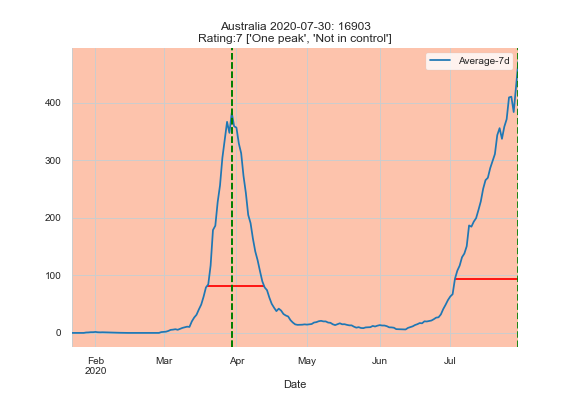 Australia 2020-07-30: 16903
Rating:7 ['One peak', 'Not in control']
Average-7d
400
300
200
100
0
Feb
2020
Mar
Apr
May
Jun
Jul
Date